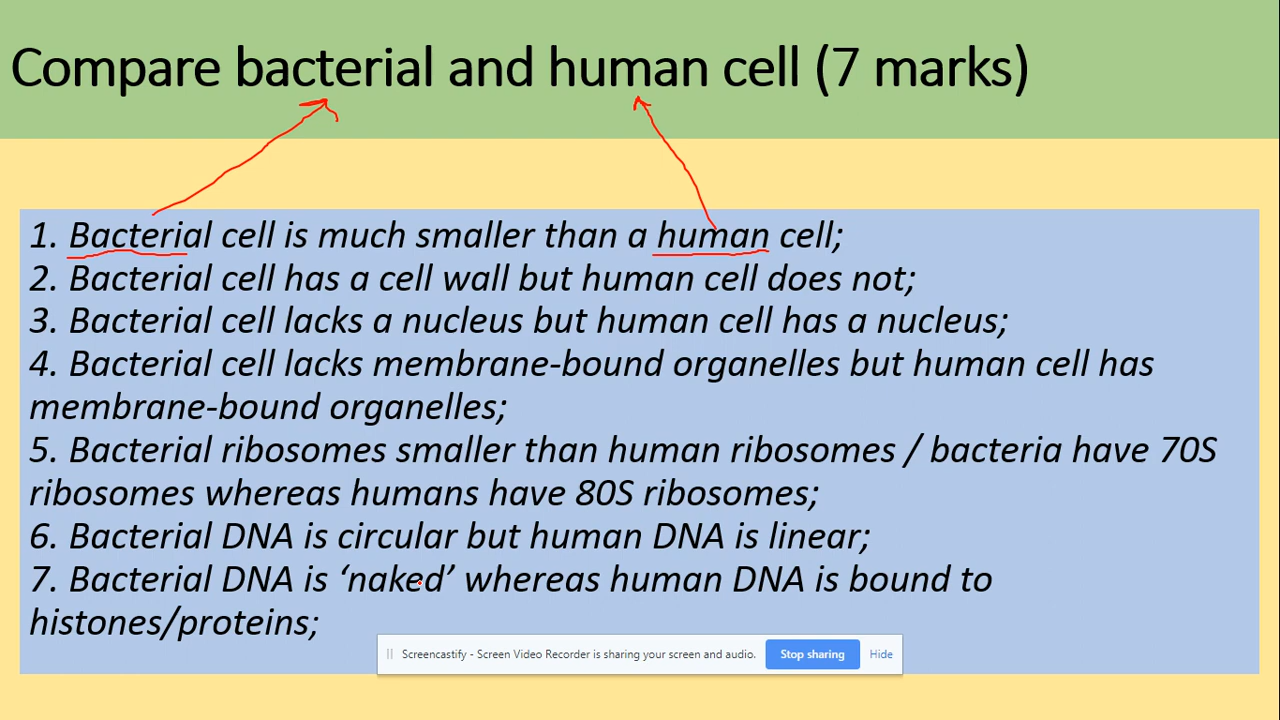 Compare bacterial and human cell (7 marks)
1. Bacterial cell is much smaller than a human cell;
2. Bacterial cell has a cell wall but human cell does not;
3. Bacterial cell lacks a nucleus but human cell has a nucleus;
4. Bacterial cell lacks membrane-bound organelles but human cell has
membrane-bound organelles;
5. Bacterial ribosomes smaller than human ribosomes / bacteria have 70S
ribosomes whereas humans have 80S ribosomes;
6. Bacterial DNA is circular but human DNA is linear;
7. Bacterial DNA is ‘naked’ whereas human DNA is bound to
histones/proteins;
Screencastify - Screen Video Recorder is sharing your screen and audio. Stop sharing Hide